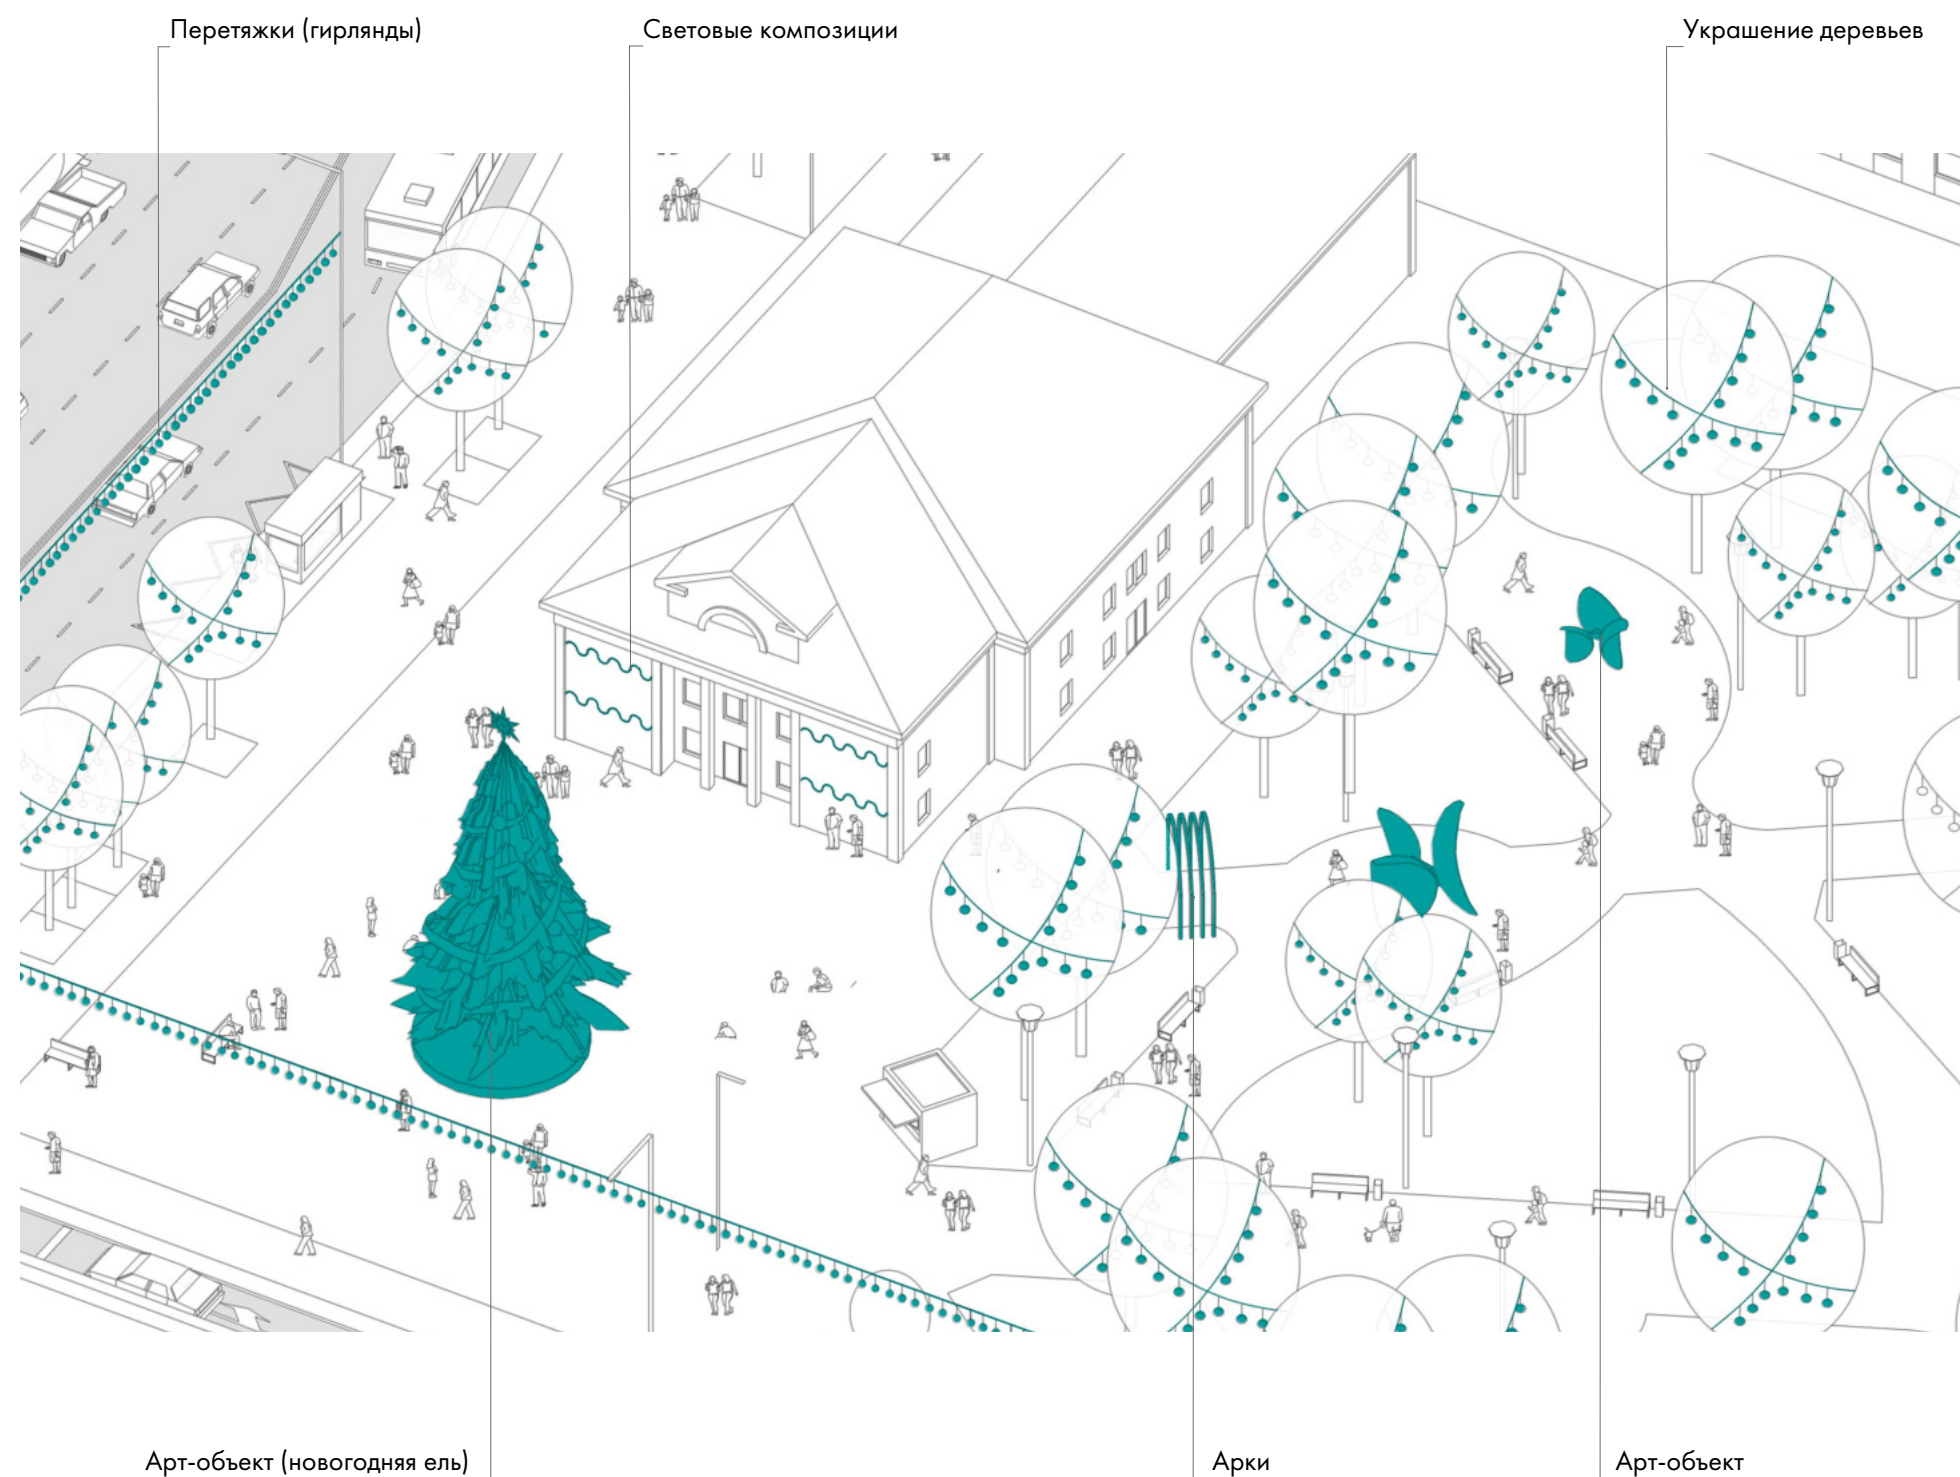 Перетяжки (гирлянды)
Световые композиции
Украшение деревьев
Арт-объект (новогодняя ель)
Арки
Арт-объект